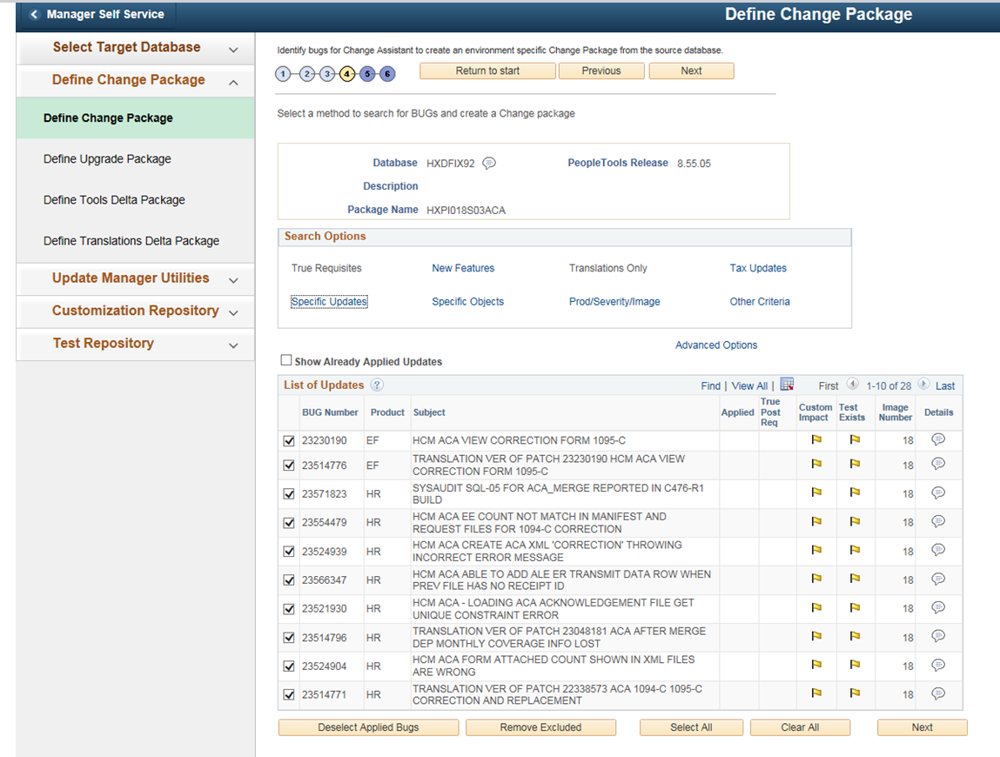 Manager Self Service
Define Change Package
Select Target Database
Define Change Package
Define Change Package
Define Upgrade Package
Define Tools Delta Package
Define Translations Delta Package
Update Manager Utilities
Customization Repository
Test Repository
Identify bugs for Change Assistant to create an environment specific Change Package from the source database.
1 2 3 4 5 6
Return to start Previous Next
Select a method to search for BUGs and create a Change package
Database HXDFIX92 PeopleTools Release 8.55.05
Description
Package Name HXPI018S03ACA
Search Options
True Requisites New Features Translations Only Tax Updates
Specific Updates Specific Objects Prod/Severity/Image Other Criteria
Advanced Options
Show Already Applied Updates
List of Updates ? Find | View All | First 1-10 of 28 Last
BUG Number Product Subject Applied True Post Req Custom Impact Test Exists Image Number Details
23230190 EF HCM ACA VIEW CORRECTION FORM 1095-C 18
23514776 EF TRANSLATION VER OF PATCH 23230190 HCM ACA VIEW
CORRECTION FORM 1095-C 18
23571823 HR SYSAUDIT SQL-05 FOR ACA_MERGE REPORTED IN C476-R1
BUILD 18
23554479 HR HCM ACA EE COUNT NOT MATCH IN MANIFEST AND
REQUEST FILES FOR 1094-C CORRECTION 18
23524939 HR HCM ACA CREATE ACA XML 'CORRECTION' THROWING
INCORRECT ERROR MESSAGE 18
23566347 HR HCM ACA ABLE TO ADD ALE ER TRANSMIT DATA ROW WHEN
PREV FILE HAS NO RECEIPT ID 18
23521930 HR HCM ACA - LOADING ACA ACKNOWLEDGEMENT FILE GET
UNIQUE CONSTRAINT ERROR 18
23514796 HR TRANSLATION VER OF PATCH 23048181 ACA AFTER MERGE
DEP MONTHLY COVERAGE INFO LOST 18
23524904 HR HCM ACA FORM ATTACHED COUNT SHOWN IN XML FILES
ARE WRONG 18
23514771 HR TRANSLATION VER OF PATCH 22338573 ACA 1094-C 1095-C
CORRECTION AND REPLACEMENT 18
Deselect Applied Bugs Remove Excluded Select All Clear All Next